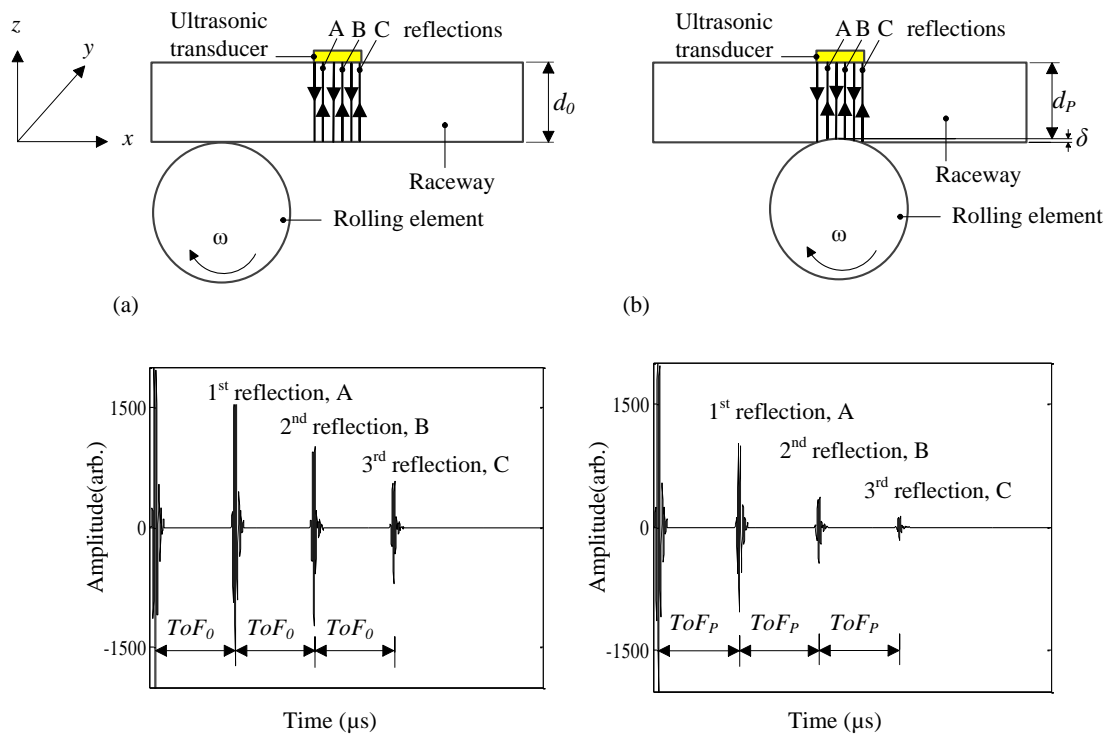 Ultrasonic
transducer
A B C reflections
z
y
x
d0
Raceway
Rolling element
ω
(a)
Ultrasonic
transducer
A B C reflections
dP
δ
Raceway
Rolling element
ω
(b)
1500
0
-1500
Amplitude(arb.)
1st reflection, A
2nd reflection, B
3rd reflection, C
ToF0 ToF0 ToF0
Time (μs)
1500
0
-1500
Amplitude(arb.)
1st reflection, A
2nd reflection, B
3rd reflection, C
ToFP ToFP ToFP
Time (μs)